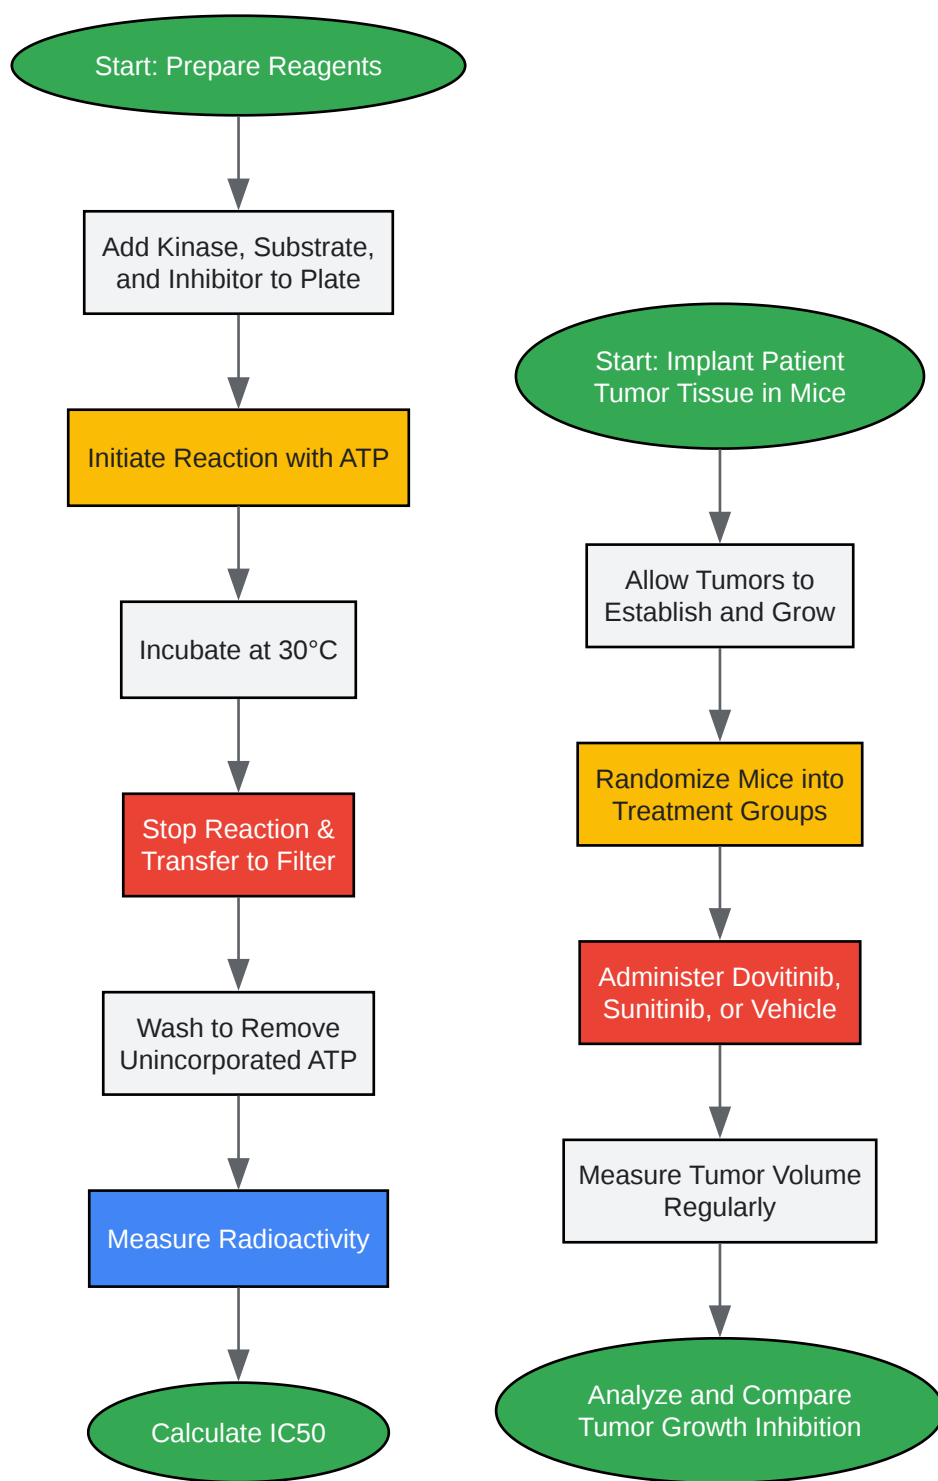 Start: Prepare Reagents
Add Kinase, Substrate,
and Inhibitor to Plate
Initiate Reaction with ATP
Incubate at 30°C
Stop Reaction &
Transfer to Filter
Wash to Remove
Unincorporated ATP
Measure Radioactivity
Calculate IC50
Start: Implant Patient
Tumor Tissue in Mice
Allow Tumors to
Establish and Grow
Randomize Mice into
Treatment Groups
Administer Dovitinib,
Sunitinib, or Vehicle
Measure Tumor Volume
Regularly
Analyze and Compare
Tumor Growth Inhibition